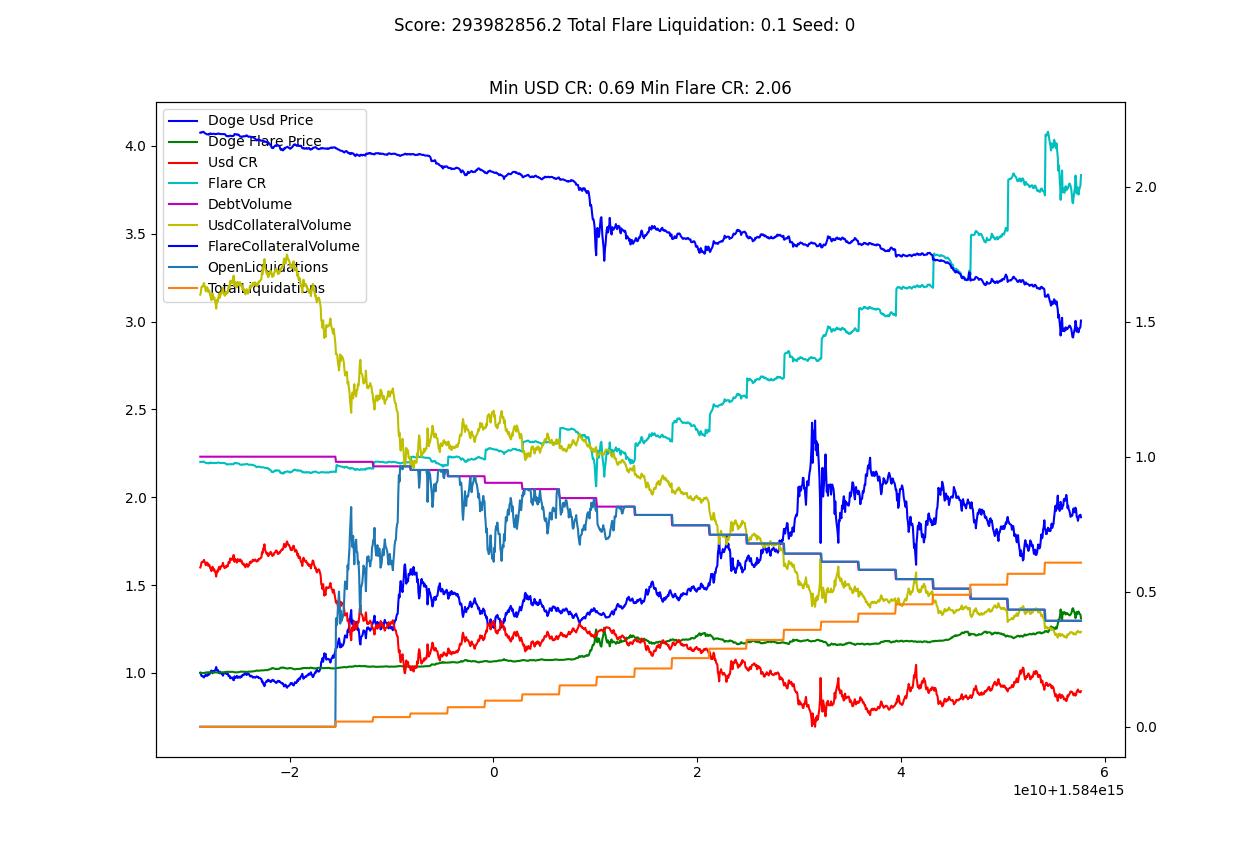 Score: 293982856.2 Total Flare Liquidation: 0.1 Seed: 0
Min USD CR: 0.69 Min Flare CR: 2.06
Doge Usd Price
Doge Flare Price
Usd CR
Flare CR
DebtVolume
UsdCollateralVolume
FlareCollateralVolume
OpenLiquidations
TotalLiquidations
4.0
3.5
3.0
2.5
2.0
1.5
1.0
2.0
1.5
1.0
0.5
0.0
−2
0
2
4
6
1e10+1.584e15